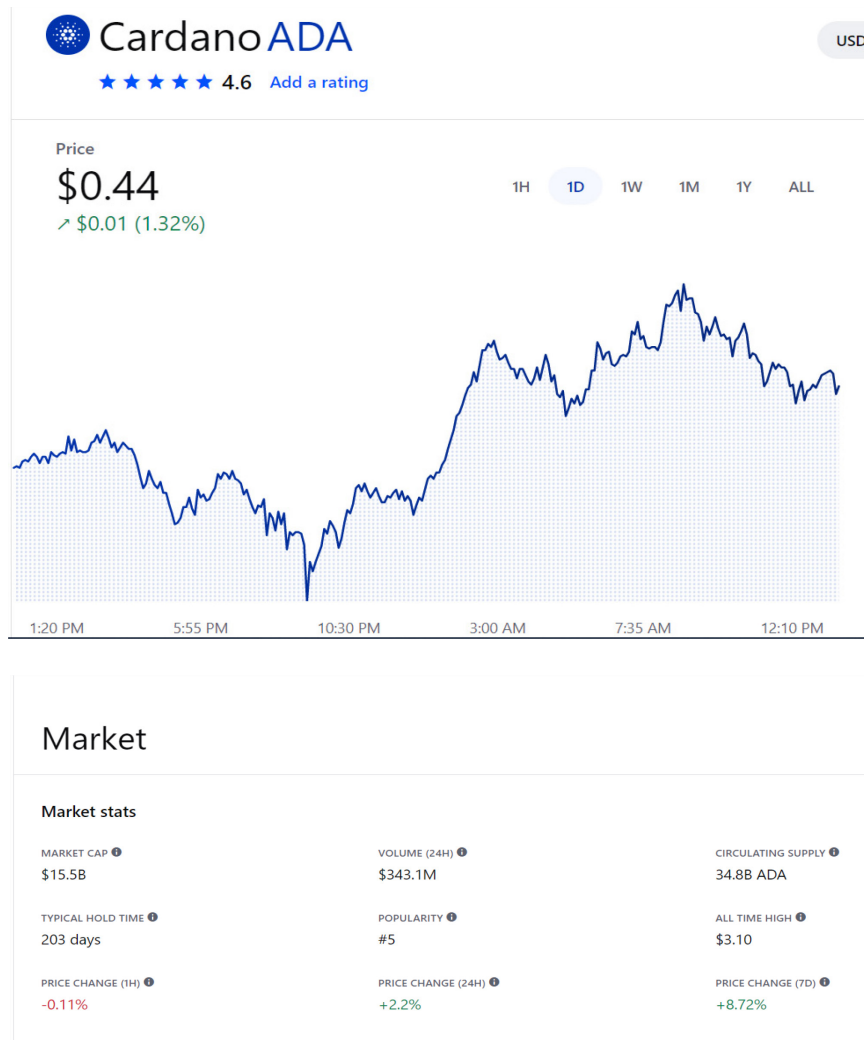 Cardano ADA
USD
4.6 Add a rating
Price
$0.44
↗ $0.01 (1.32%)
1H 1D 1W 1M 1Y ALL
1:20 PM 5:55 PM 10:30 PM 3:00 AM 7:35 AM 12:10 PM
Market
Market stats
MARKET CAP VOLUME (24H) CIRCULATING SUPPLY
$15.5B $343.1M 34.8B ADA
TYPICAL HOLD TIME POPULARITY ALL TIME HIGH
203 days #5 $3.10
PRICE CHANGE (1H) PRICE CHANGE (24H) PRICE CHANGE (7D)
-0.11% +2.2% +8.72%